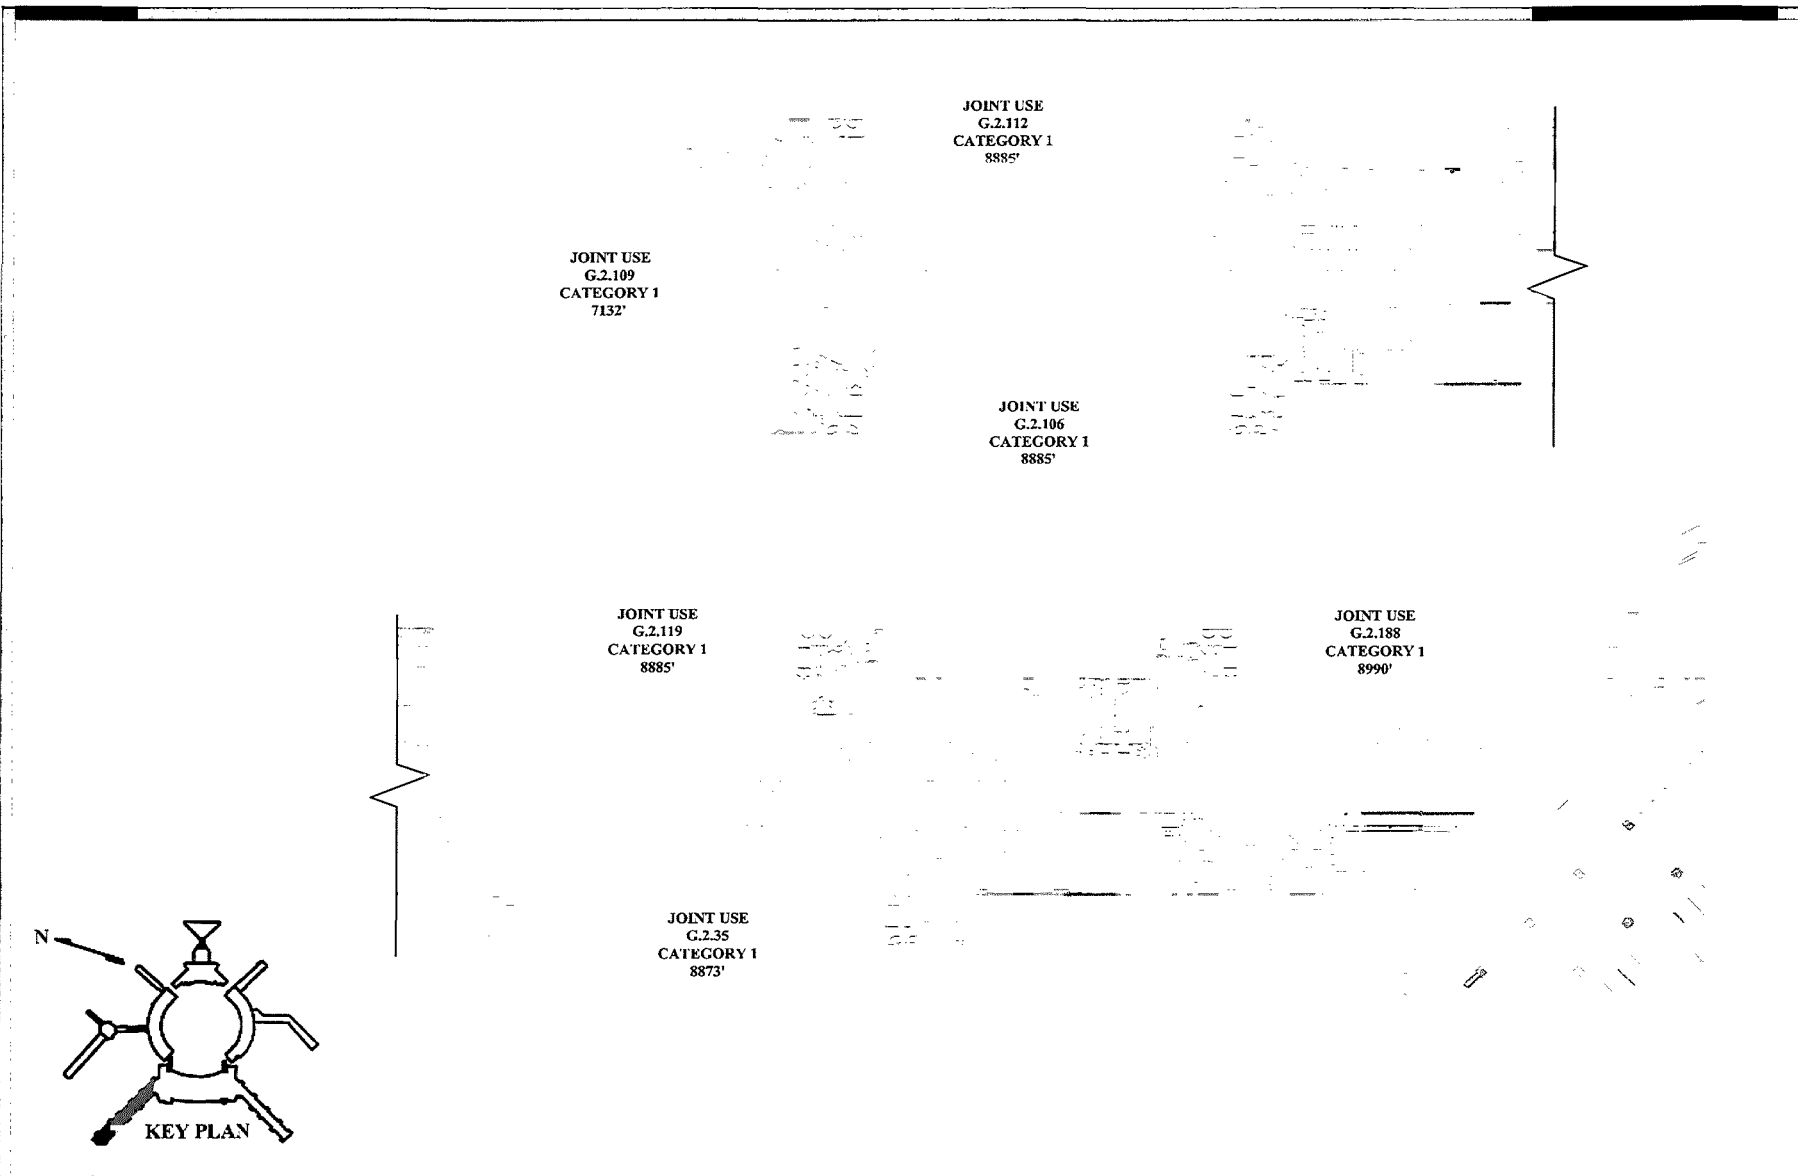 JOINT USE
G.2.112
CATEGORY 1
8885'
JOINT USE
G.2.109
CATEGORY 1
7132'
JOINT USE
G.2.106
CATEGORY 1
8885'
JOINT USE
G.2.119
CATEGORY 1
8885'
JOINT USE
G.2.188
CATEGORY 1
8990'
JOINT USE
G.2.35
CATEGORY 1
8873'
N
KEY PLAN